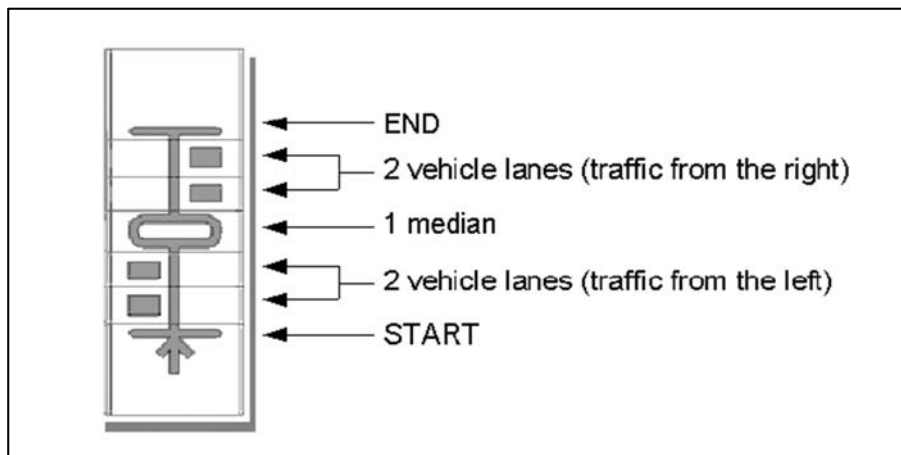 END
2 vehicle lanes (traffic from the right)
1 median
2 vehicle lanes (traffic from the left)
START